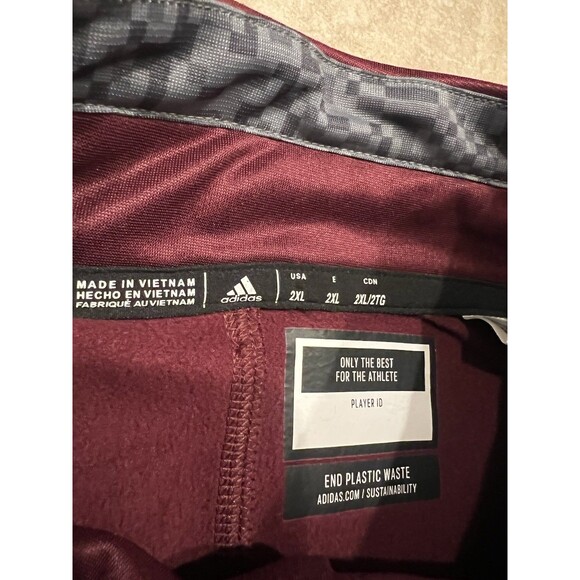 MADE IN VIETNAM
HECHO EN VIETNAM
FABRIQUÉ AU VIETNAM
adidas
USA E CDN
2XL 2XL 2XL/2TG
ONLY THE BEST
FOR THE ATHLETE
PLAYER ID
END PLASTIC WASTE
ADIDAS.COM / SUSTAINABILITY